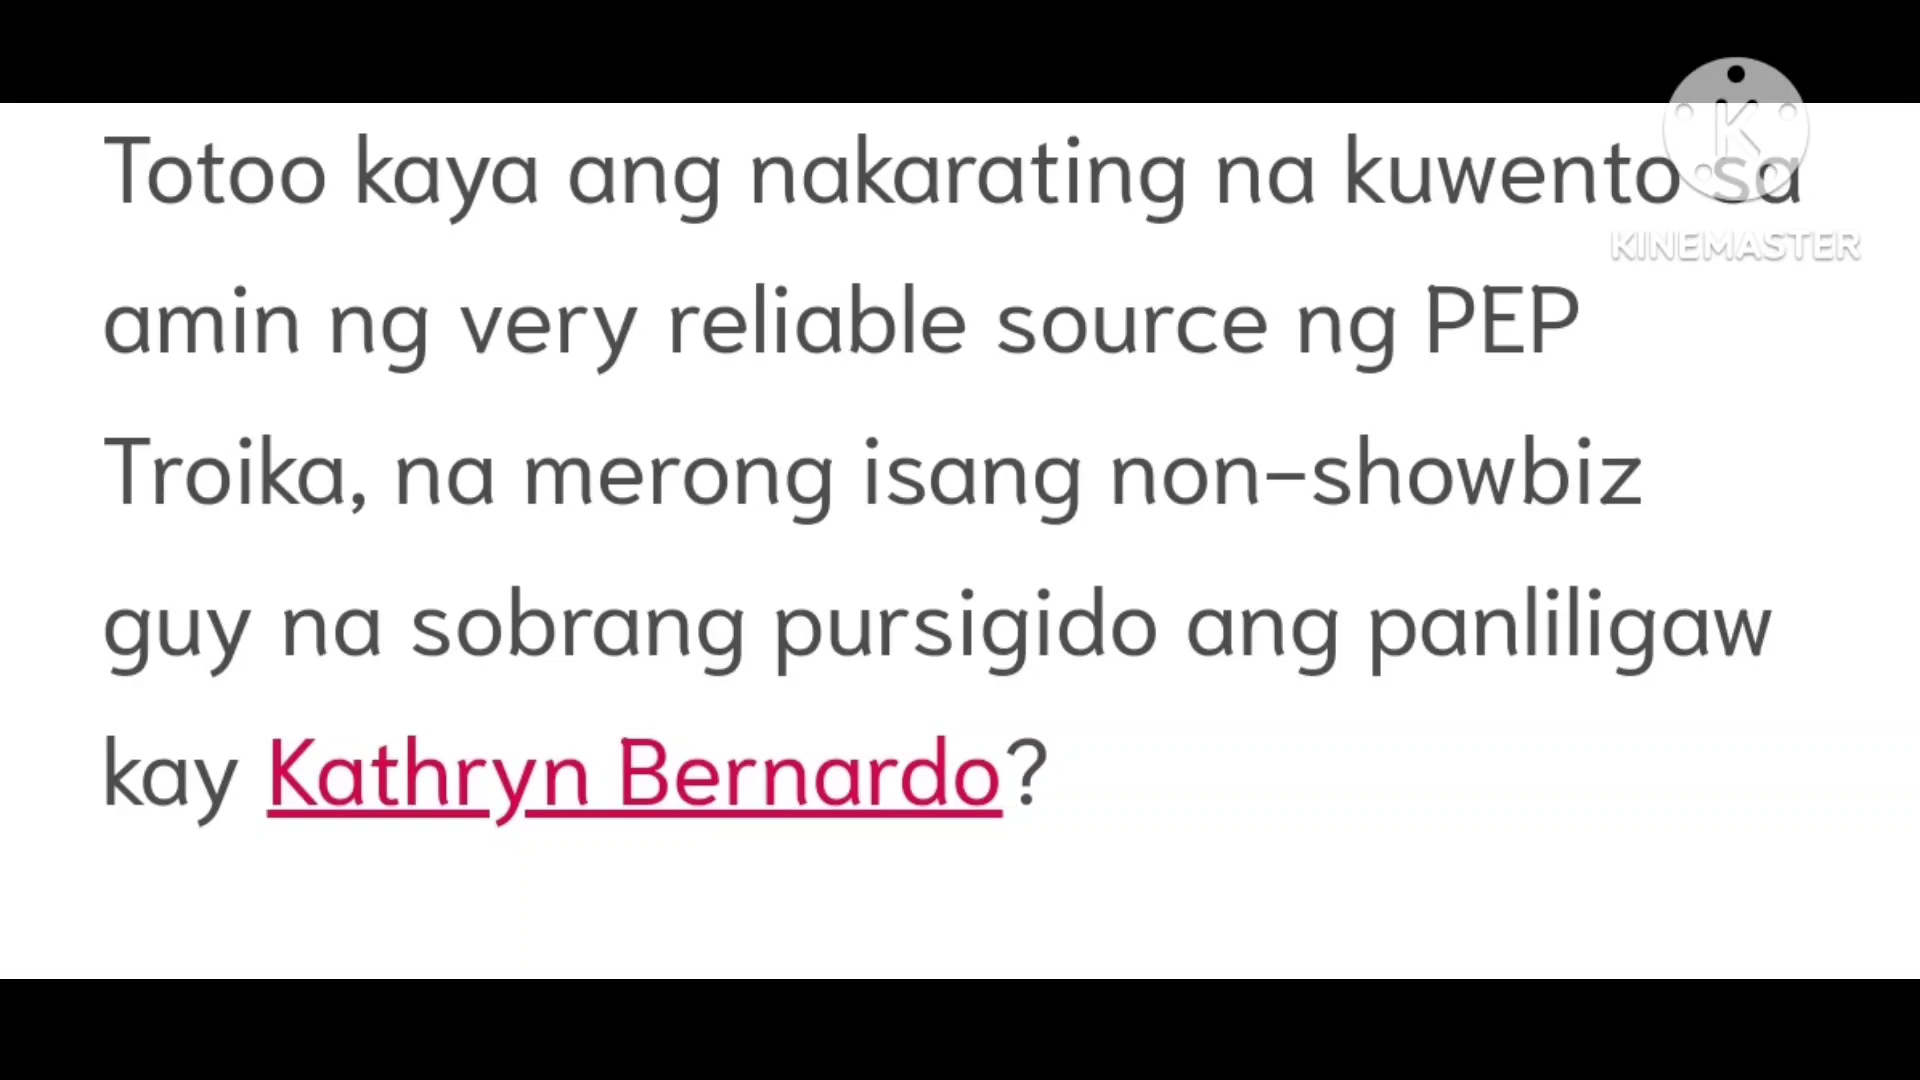 Totoo kaya ang nakarating na kuwento sa
amin ng very reliable source ng PEP
Troika, na merong isang non-showbiz
guy na sobrang pursigido ang panliligaw
kay Kathryn Bernardo?
K
KINEMASTER